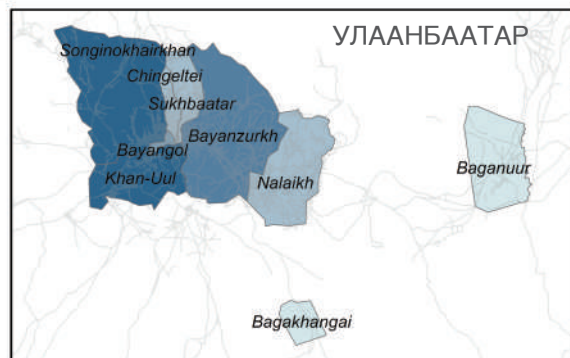 УЛААНБААТАР
Songinokhairkhan
Chingeltei
Sukhbaatar
Bayanzurkh
Bayangol
Khan-Uul
Nalaikh
Baganuur
Bagakhangai